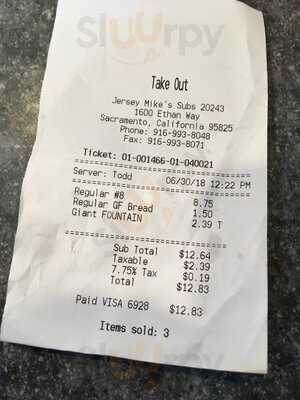 Slurpy
Take Out
Jersey Mike's Subs 20243
1600 Ethan Way
Sacramento, California 95825
Phone: 916-993-8048
Fax: 916-993-8071
Ticket: 01-001466-01-040021
Server: Todd 06/30/18 12:22 PM
Regular #8 8.75
Regular GF Bread 1.50
Giant FOUNTAIN 2.39 T
Sub Total $12.64
Taxable $2.39
7.75% Tax $0.19
Total $12.83
Paid VISA 6928 $12.83
Items sold: 3
Slurpy